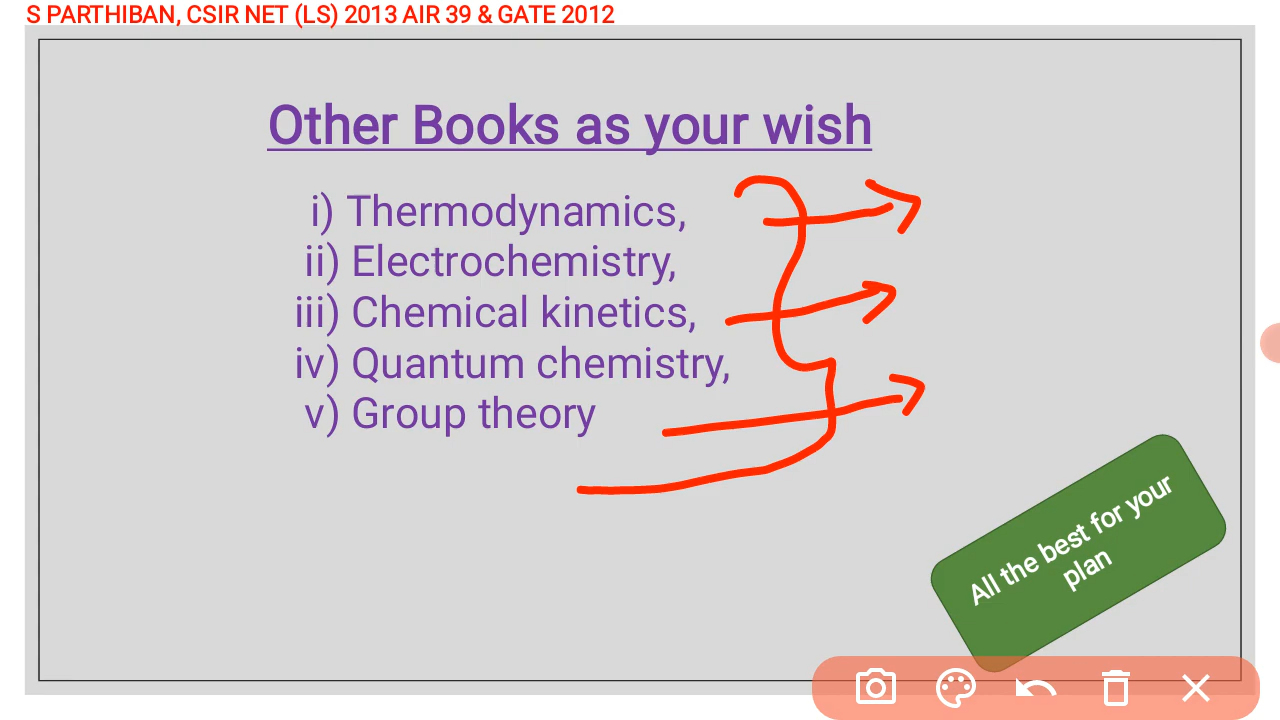 S PARTHIBAN, CSIR NET (LS) 2013 AIR 39 & GATE 2012
Other Books as your wish
i) Thermodynamics,
ii) Electrochemistry,
iii) Chemical kinetics,
iv) Quantum chemistry,
v) Group theory
All the best for your
plan